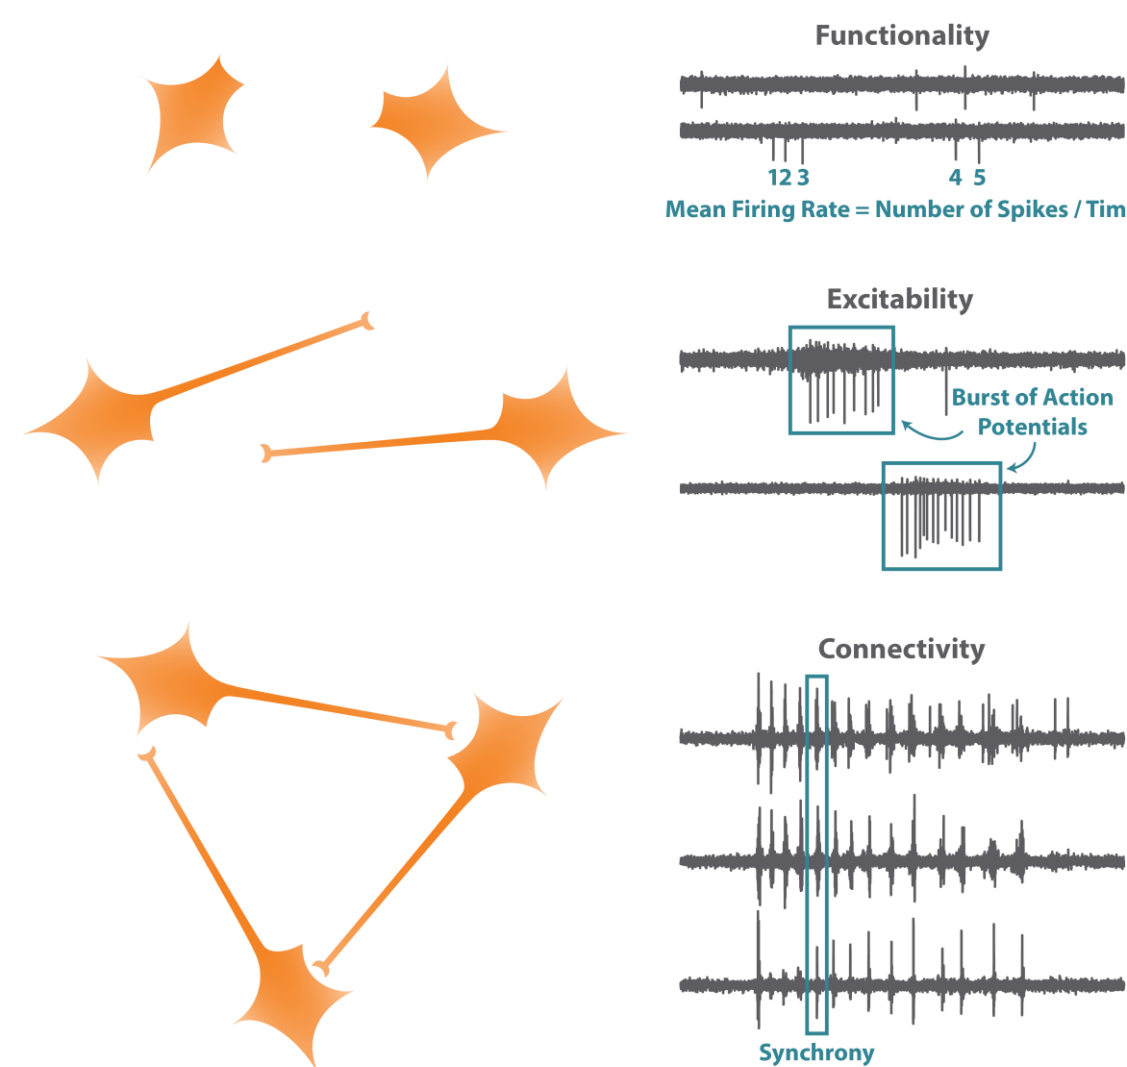 Functionality
12 3 4 5
Mean Firing Rate = Number of Spikes / Tim
Excitability
Burst of Action
Potentials
Connectivity
Synchrony